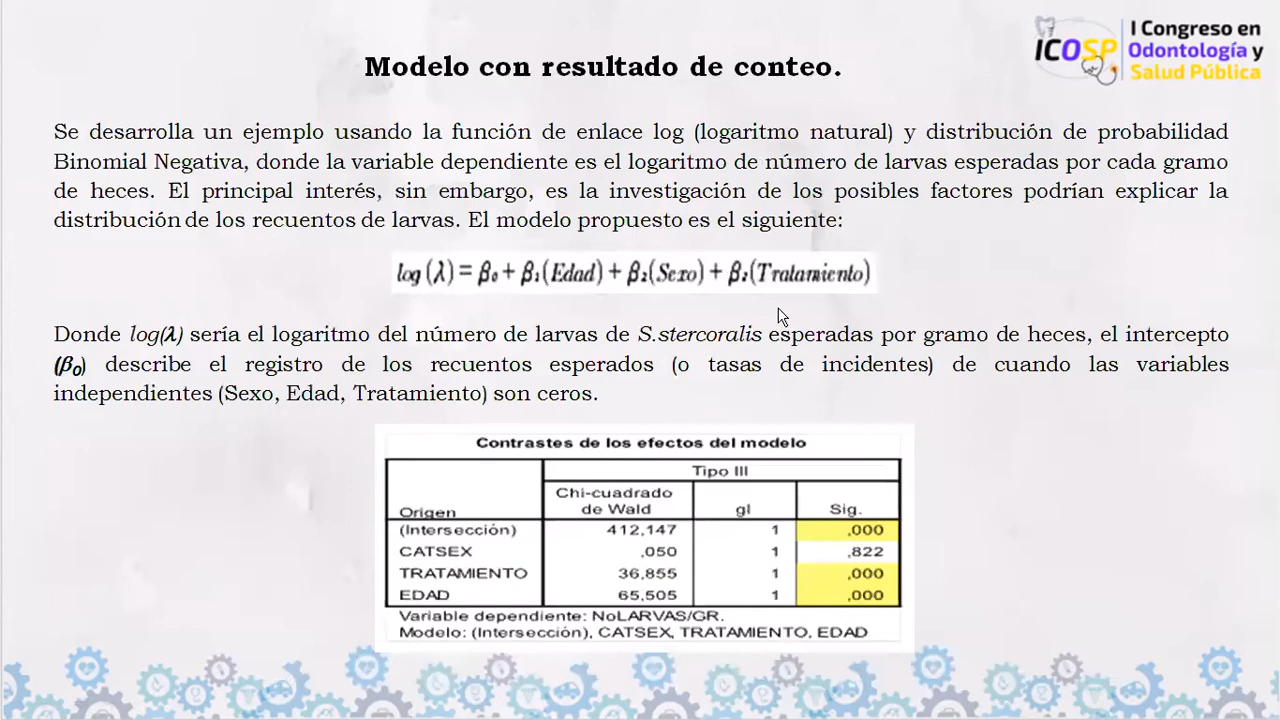 I Congreso en
ICOSP Odontología y
Salud Pública
Modelo con resultado de conteo.
Se desarrolla un ejemplo usando la función de enlace log (logaritmo natural) y distribución de probabilidad
Binomial Negativa, donde la variable dependiente es el logaritmo de número de larvas esperadas por cada gramo
de heces. El principal interés, sin embargo, es la investigación de los posibles factores podrían explicar la
distribución de los recuentos de larvas. El modelo propuesto es el siguiente:
log (λ) = β₀ + β₁(Edad) + β₂(Sexo) + β₂(Tratamiento)
Donde log(λ) sería el logaritmo del número de larvas de S.stercoralis esperadas por gramo de heces, el intercepto
(β₀) describe el registro de los recuentos esperados (o tasas de incidentes) de cuando las variables
independientes (Sexo, Edad, Tratamiento) son ceros.
Contrastes de los efectos del modelo
Tipo III
Origen Chi-cuadrado de Wald gl Sig.
(Intersección) 412,147 1 ,000
CATSEX ,050 1 ,822
TRATAMIENTO 36,855 1 ,000
EDAD 65,505 1 ,000
Variable dependiente: NoLARVAS/GR.
Modelo: (Intersección), CATSEX, TRATAMIENTO, EDAD